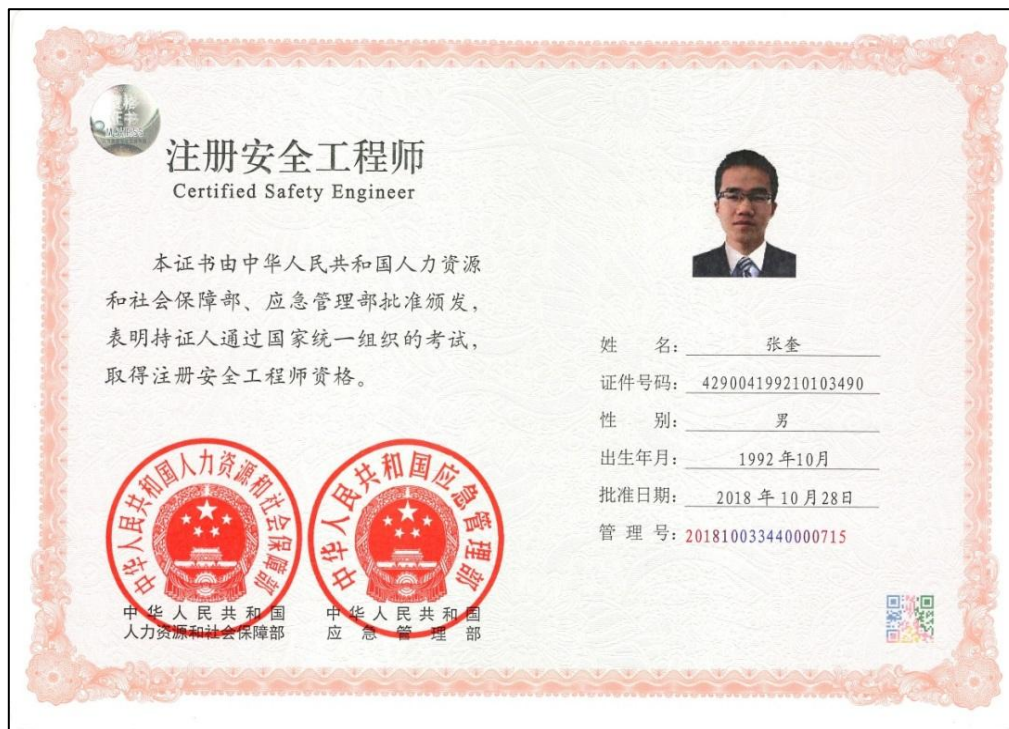 资格
证书
注册安全工程师
Certified Safety Engineer
本证书由中华人民共和国人力资源
和社会保障部、应急管理部批准颁发，
表明持证人通过国家统一组织的考试，
取得注册安全工程师资格。
姓 名：张奎
证件号码：429004199210103490
性 别：男
出生年月：1992年10月
批准日期：2018年10月28日
管理号：201810033440000715
中华人民共和国人力资源和社会保障部
中华人民共和国应急管理部
中华人民共和国
人力资源和社会保障部
中华人民共和国
应急管理部